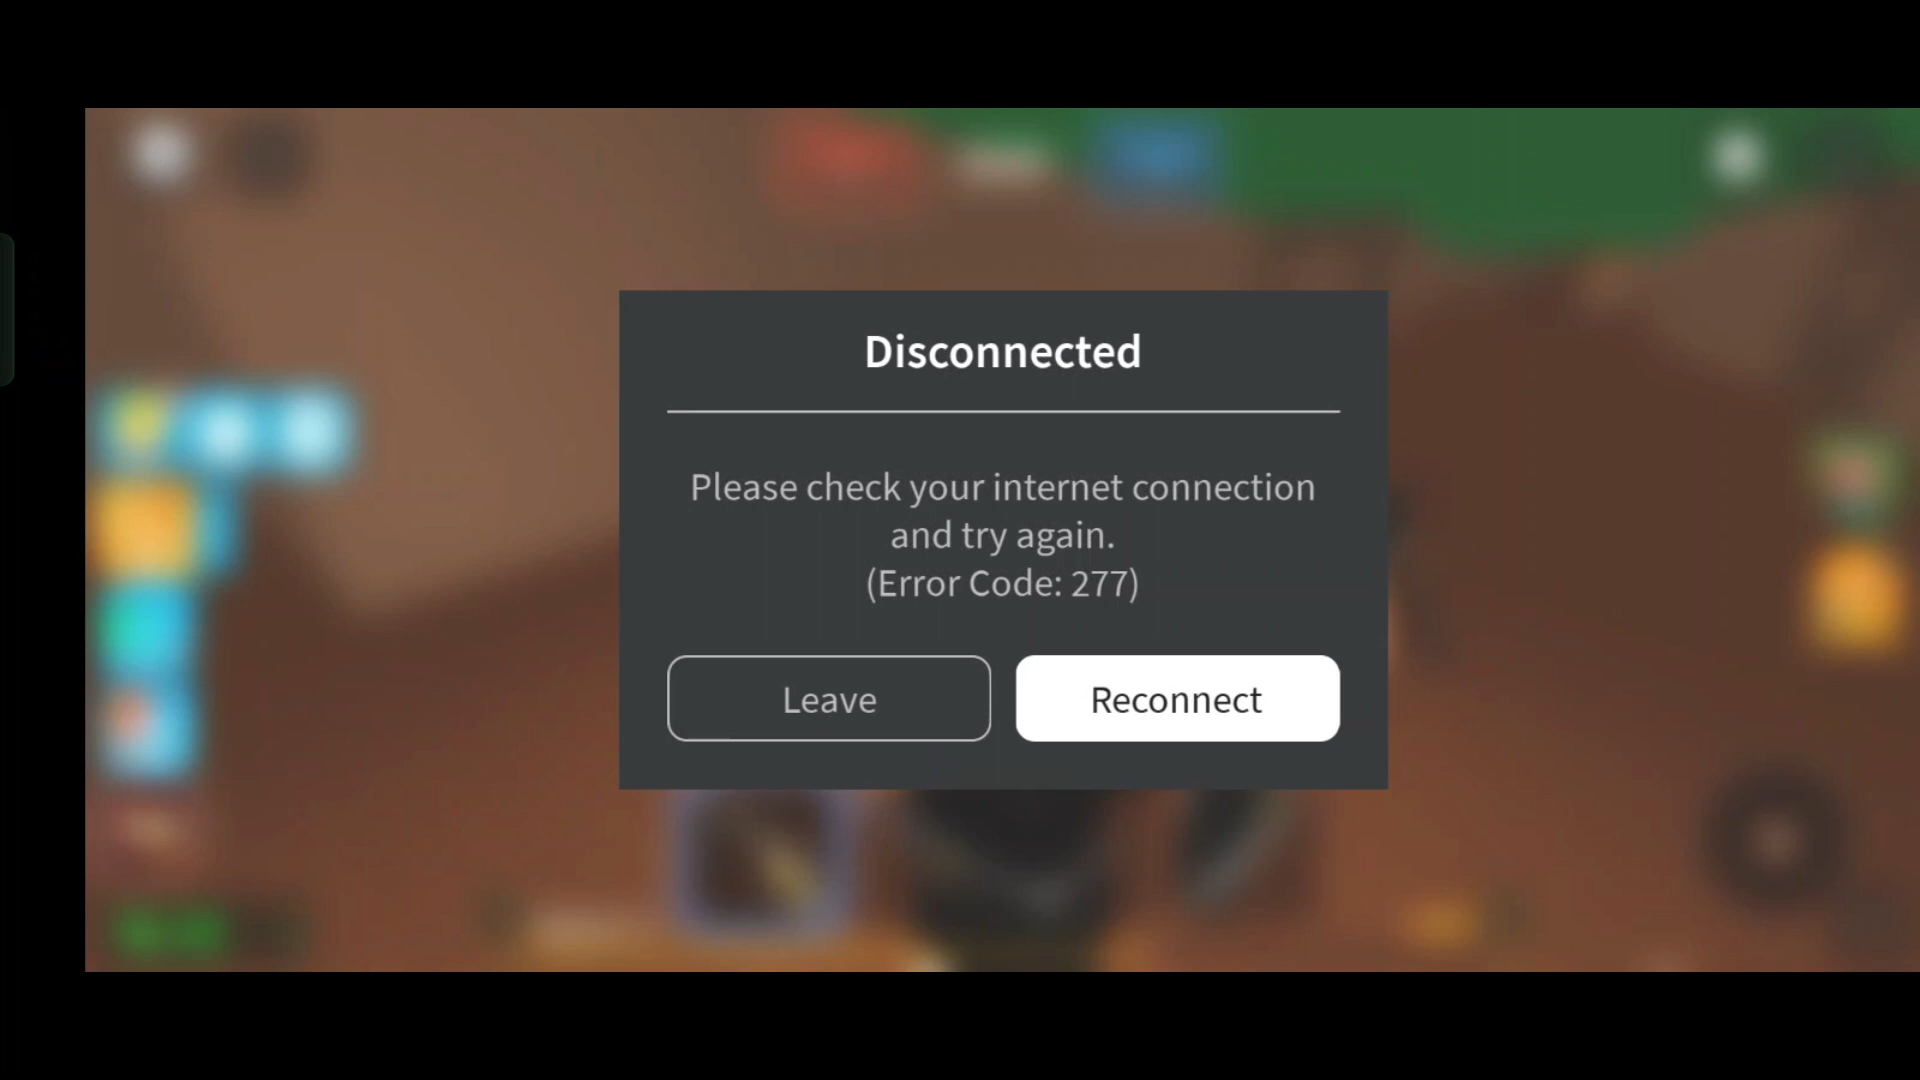 Disconnected
Please check your internet connection
and try again.
(Error Code: 277)
Leave
Reconnect